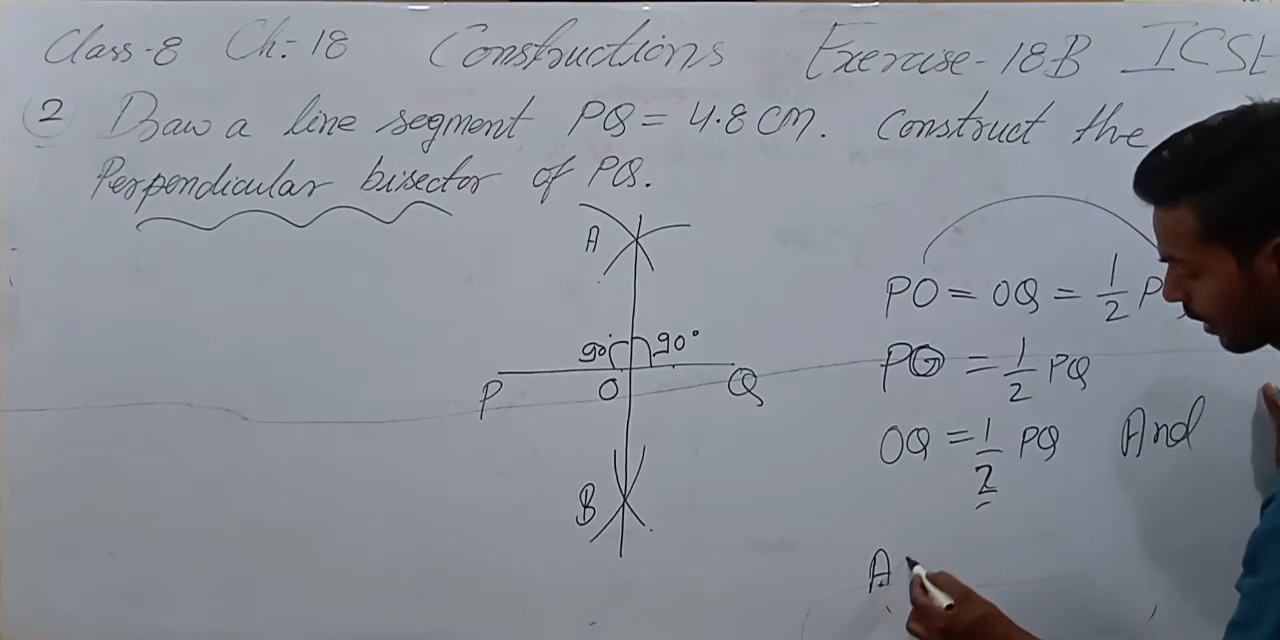 Class-8 Ch:-18 Constructions Exercise-18B ICSE
2 Draw a line segment PQ = 4.8 cm. Construct the
Perpendicular bisector of PQ.
A
90° 90°
P O Q
B
PO = OQ = 1/2 P
PO = 1/2 PQ
OQ = 1/2 PQ And
A